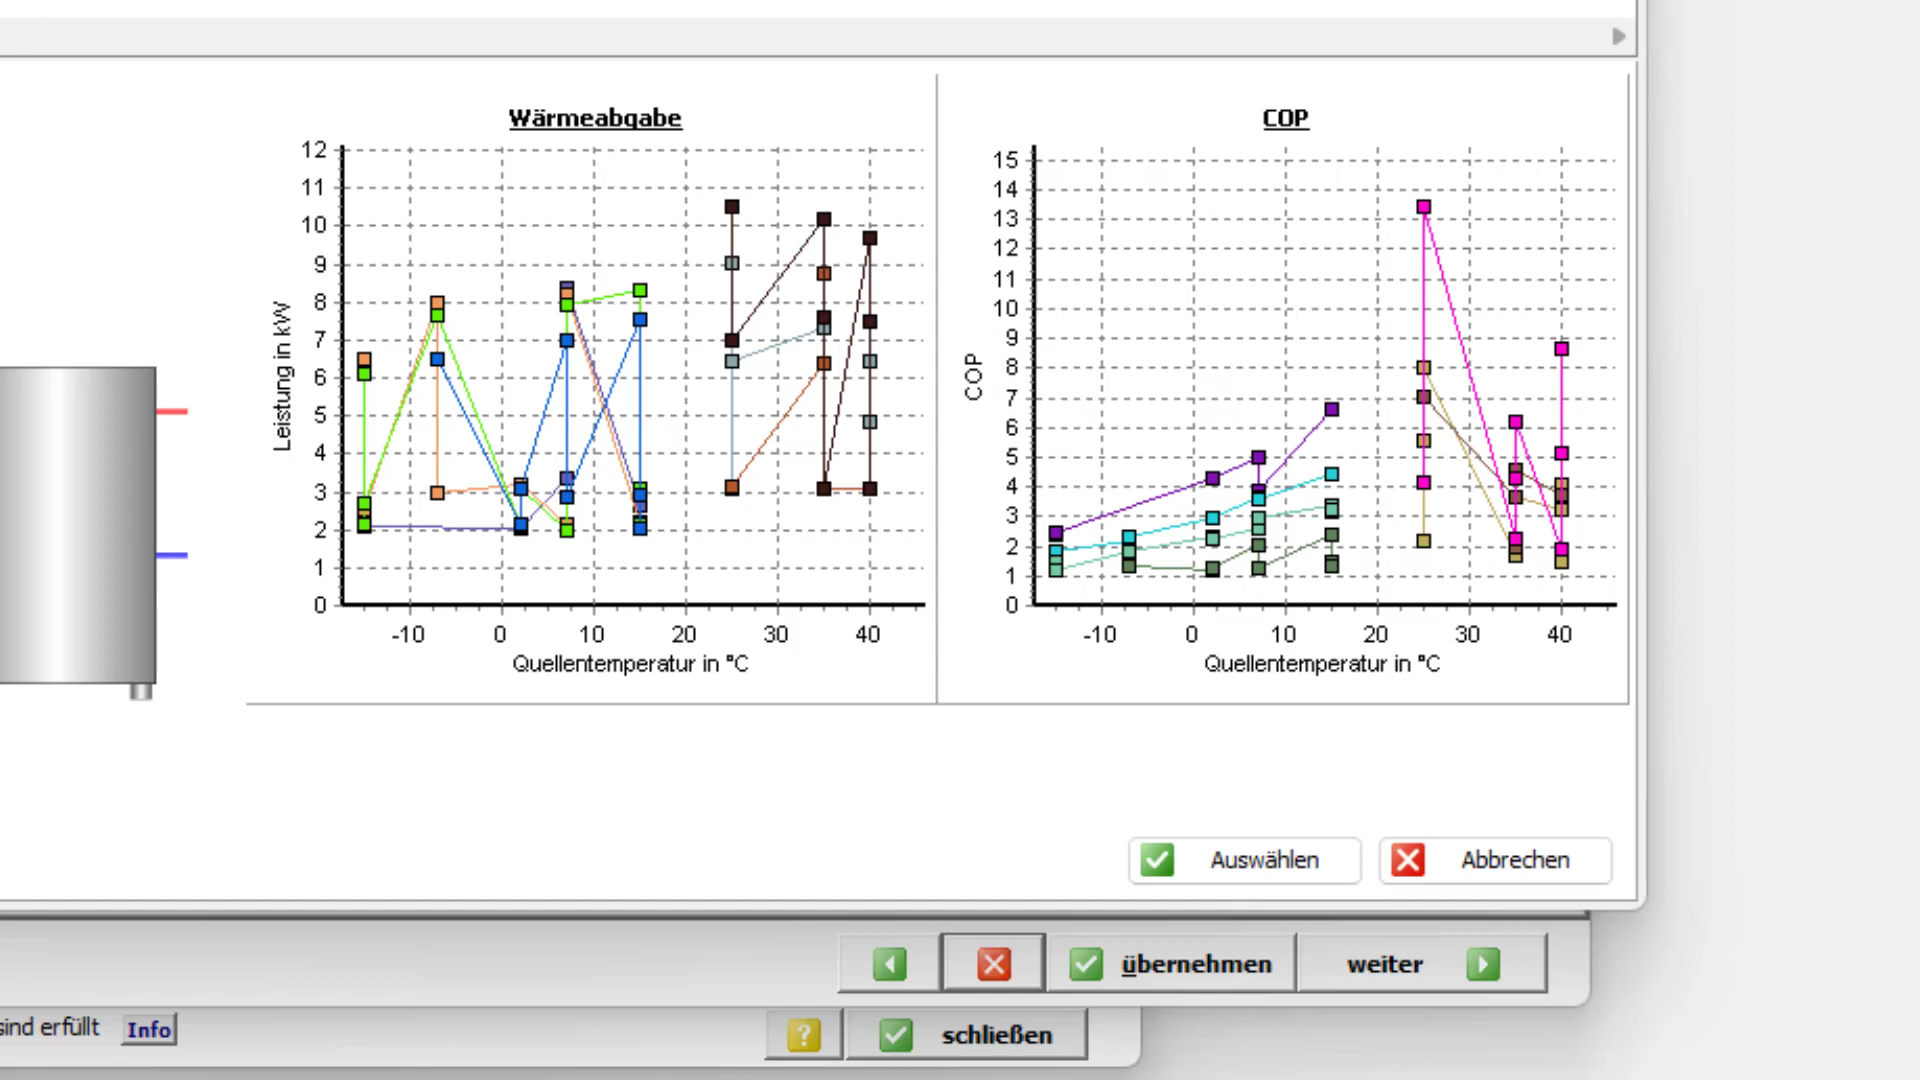 Wärmeabgabe
12
11
10
9
8
7
6
5
4
3
2
1
0
Leistung in kW
-10 0 10 20 30 40
Quellentemperatur in °C
COP
15
14
13
12
11
10
9
8
7
6
5
4
3
2
1
0
COP
-10 0 10 20 30 40
Quellentemperatur in °C
Auswählen Abbrechen
übernehmen weiter
sind erfüllt Info ? schließen